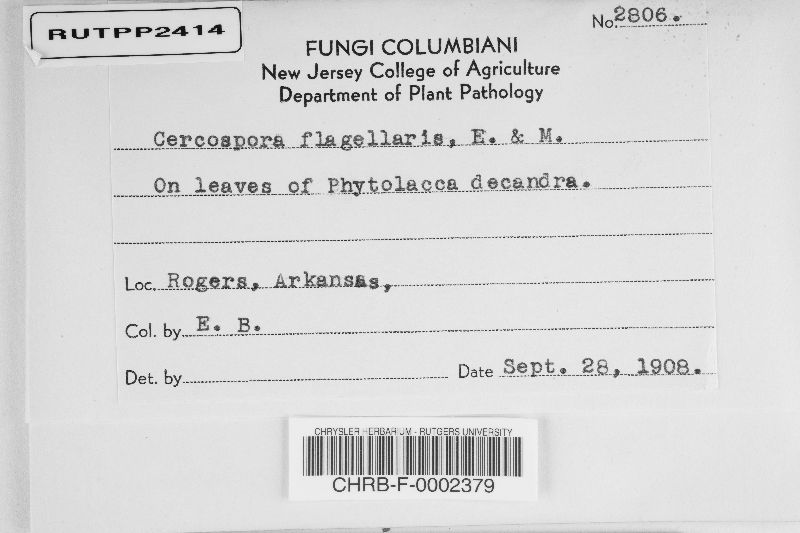 RUTPP2414
No. 2806.
FUNGI COLUMBIANI
New Jersey College of Agriculture
Department of Plant Pathology
Cercospora flagellaris, E. & M.
On leaves of Phytolacca decandra.
Loc. Rogers, Arkansas,
Col. by E. B.
Det. by
Date Sept. 28, 1908.
CHRYSLER HERBARIUM - RUTGERS UNIVERSITY
CHRB-F-0002379